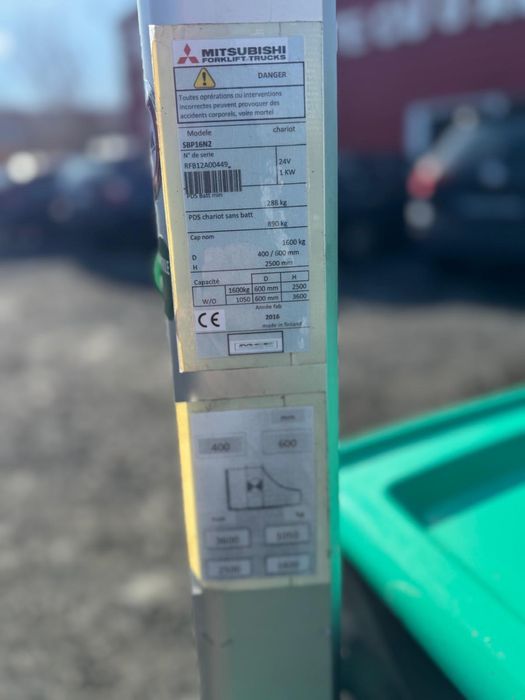 MITSUBISHI
FORKLIFT TRUCKS
DANGER
Toutes oprérations ou interventions
incorrectes peuvent provoquer des
accidents corporels, voire mortel
Modele chariot
SBP16N2
N° de serie
RFB12A00449 24V
1 KW
PDS Batt min
288 kg
PDS chariot sans batt
890 kg
Cap nom
1600 kg
D 400 / 600 mm
H 2500 mm
Capacité D H
1600kg 600 mm 2500
W/O 1050 600 mm 3600
Année fab
CE 2016
made in finland
mm
400 600
kg
3600 1050
2500 1600